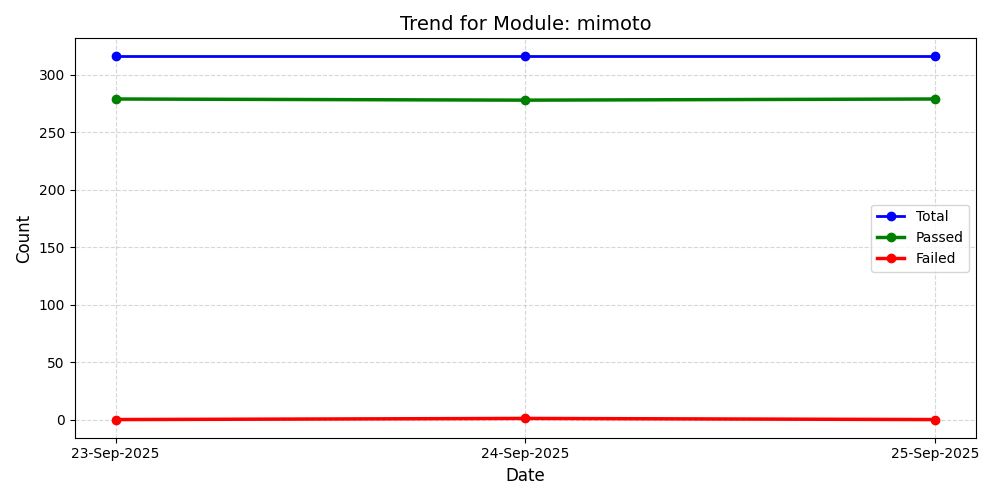 Trend for Module: mimoto
Count
300
250
200
150
100
50
0
Total
Passed
Failed
23-Sep-2025
24-Sep-2025
25-Sep-2025
Date